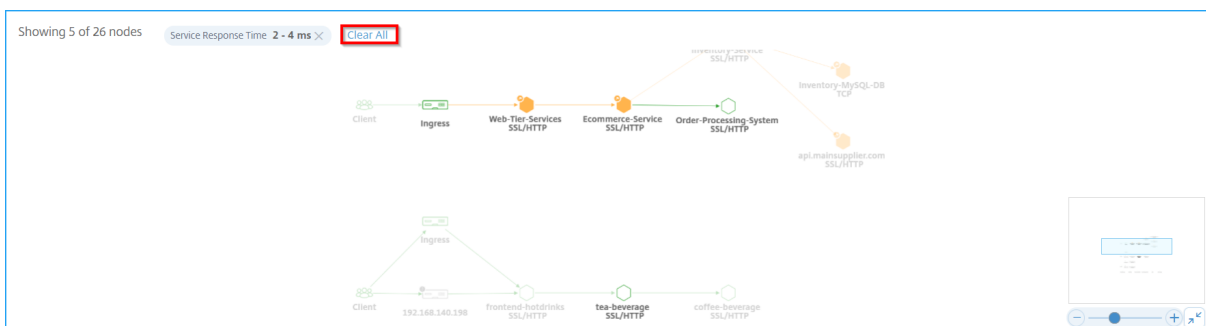 Showing 5 of 26 nodes
Service Response Time 2 - 4 ms ×
Clear All
Inventory-Service
SSL/HTTP
Inventory-MySQL-DB
TCP
Client
Ingress
Web-Tier-Services
SSL/HTTP
Ecommerce-Service
SSL/HTTP
Order-Processing-System
SSL/HTTP
api.mainsupplier.com
SSL/HTTP
Ingress
Client
192.168.140.198
frontend-hotdrinks
SSL/HTTP
tea-beverage
SSL/HTTP
coffee-beverage
SSL/HTTP